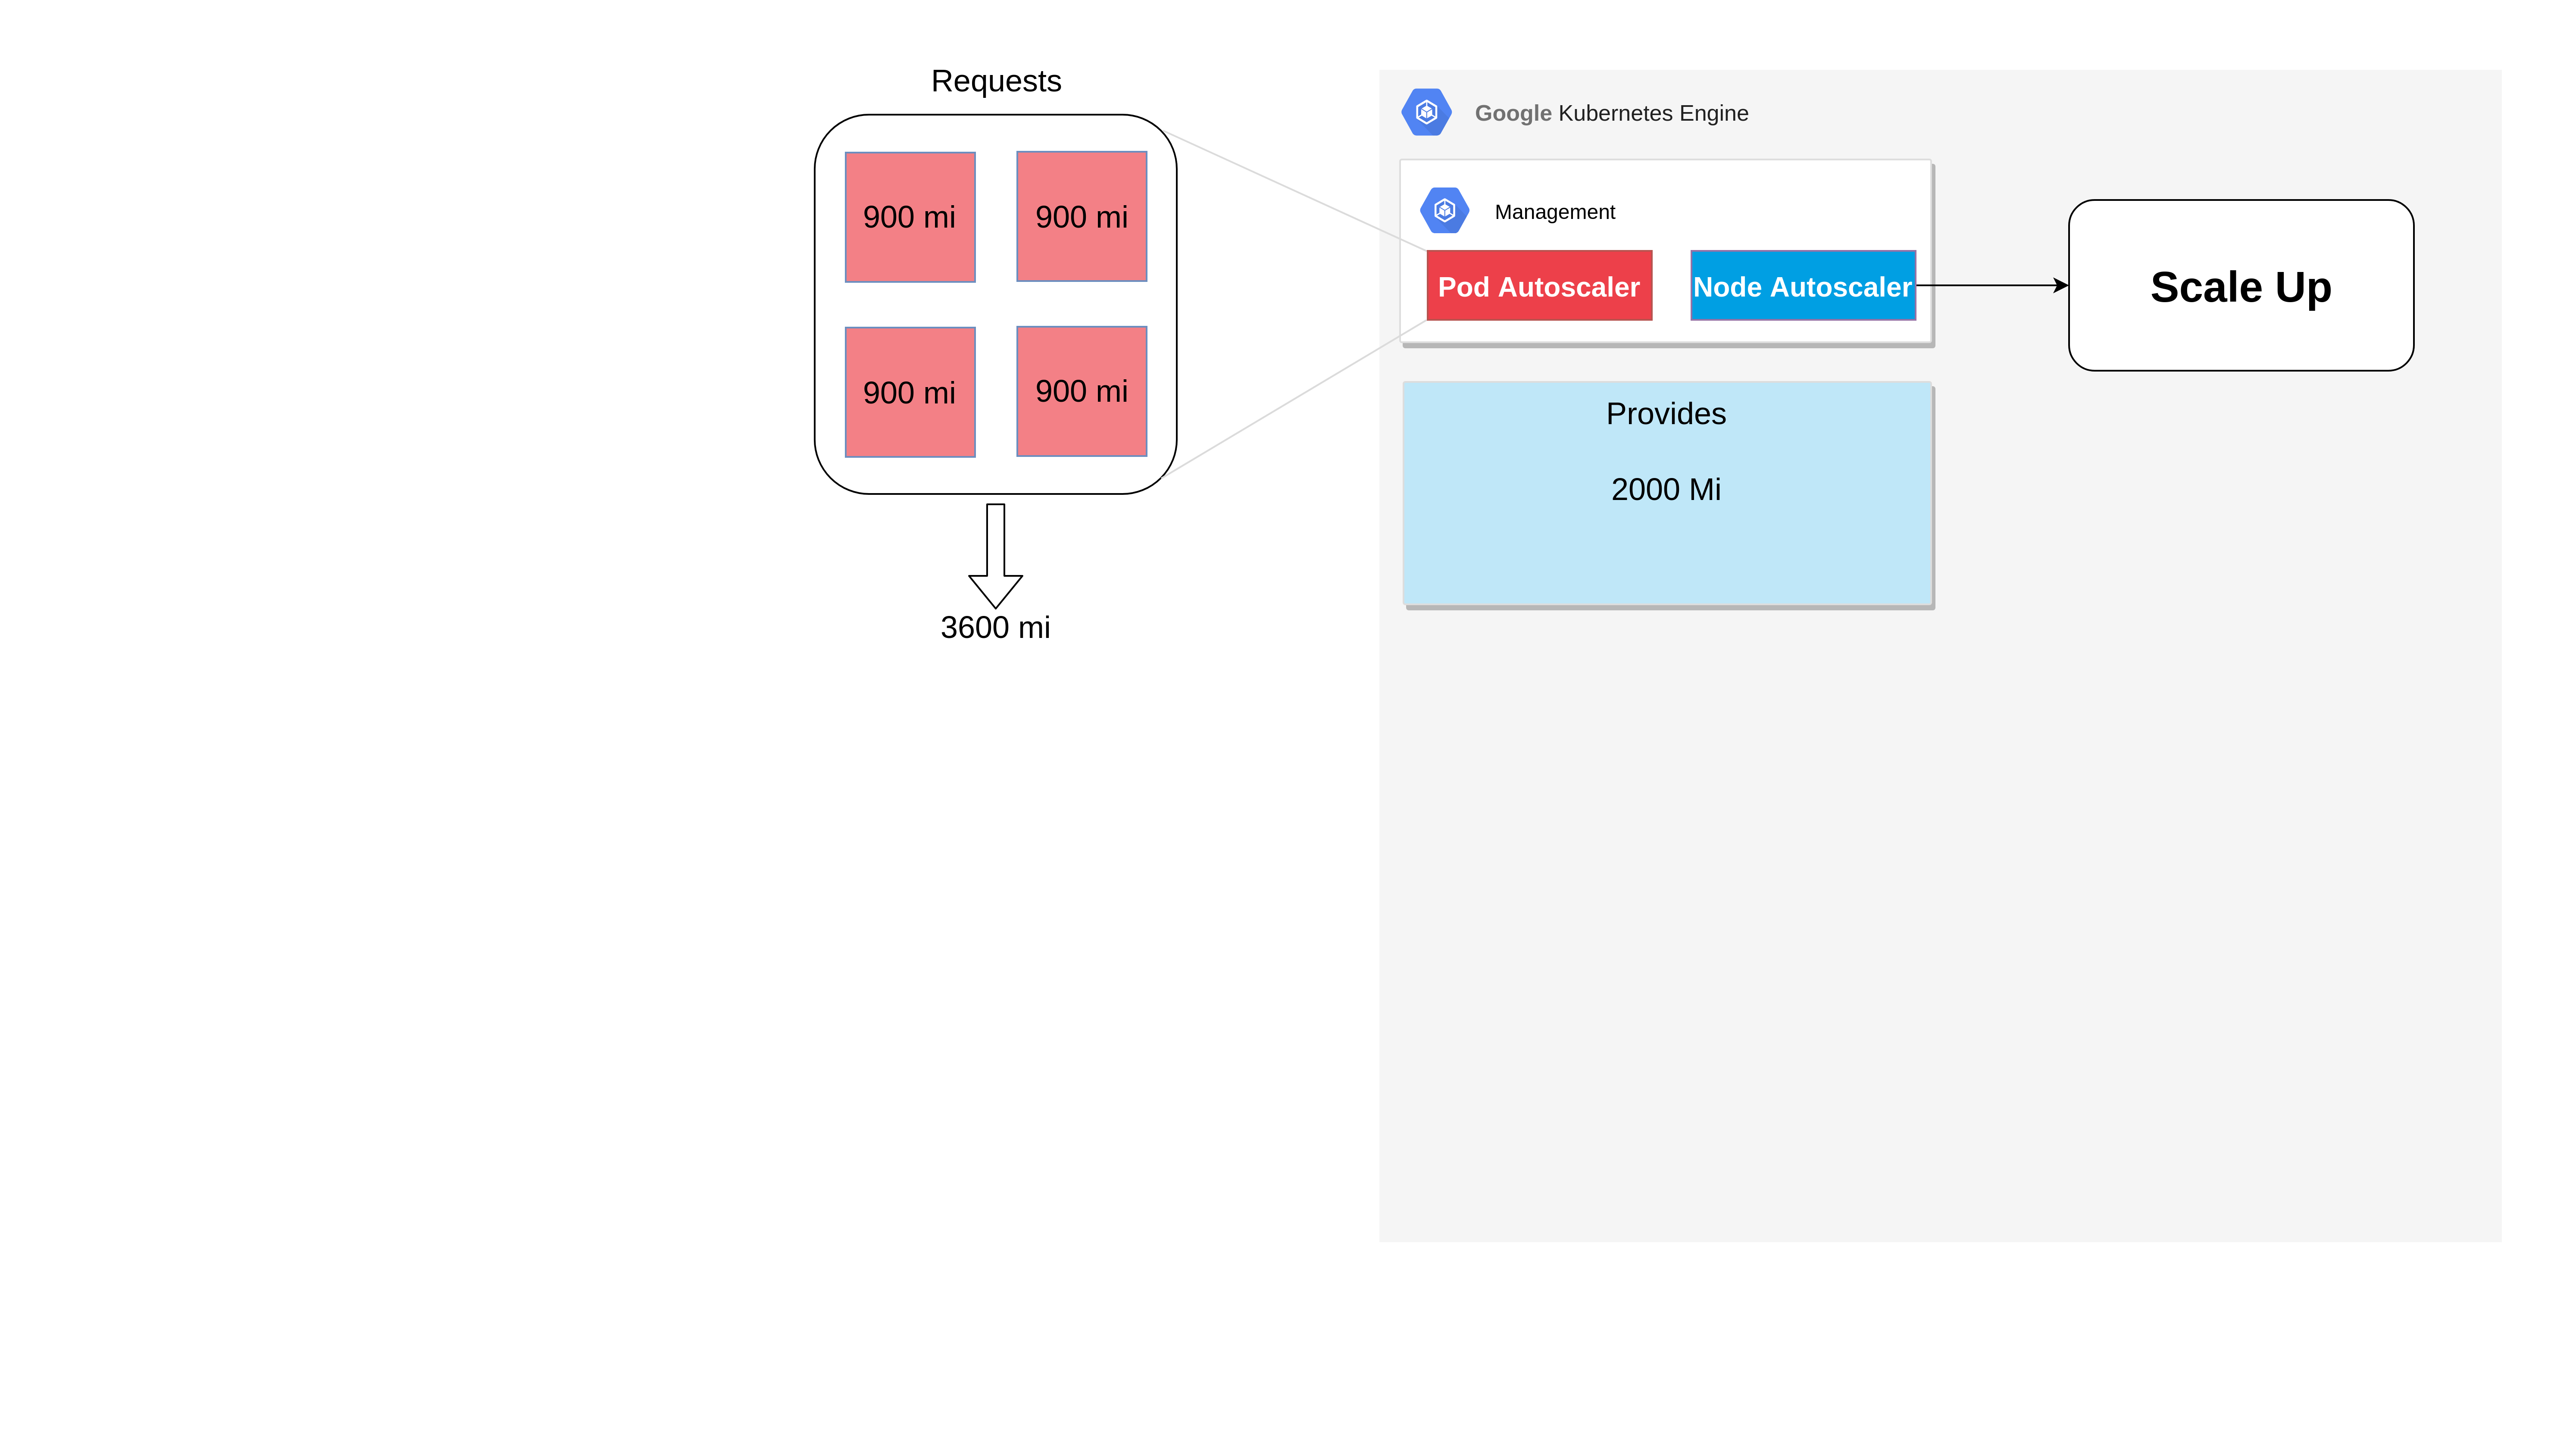 Requests
900 mi
900 mi
900 mi
900 mi
3600 mi
Google Kubernetes Engine
Management
Pod Autoscaler
Node Autoscaler
Scale Up
Provides
2000 Mi